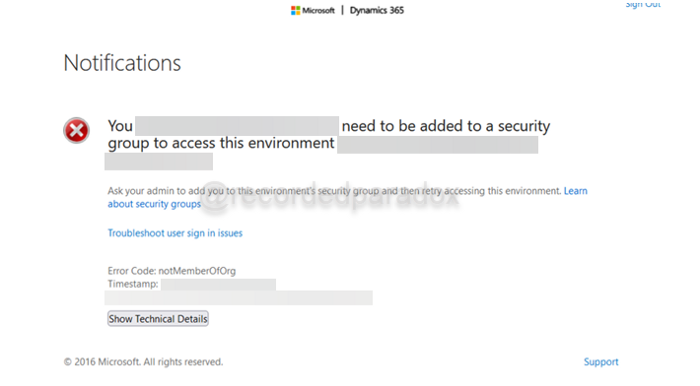 Sign Out
Microsoft | Dynamics 365
Notifications
You need to be added to a security
group to access this environment
Ask your admin to add you to this environment's security group and then retry accessing this environment. Learn
about security groups
@recordedparadox
Troubleshoot user sign in issues
Error Code: notMemberOfOrg
Timestamp:
Show Technical Details
© 2016 Microsoft. All rights reserved.
Support